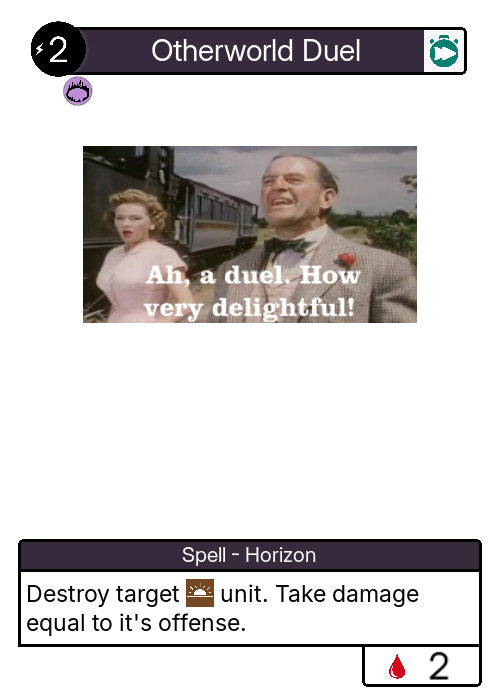 2
Otherworld Duel
Ah, a duel. How
very delightful!
Spell - Horizon
Destroy target unit. Take damage
equal to it's offense.
2